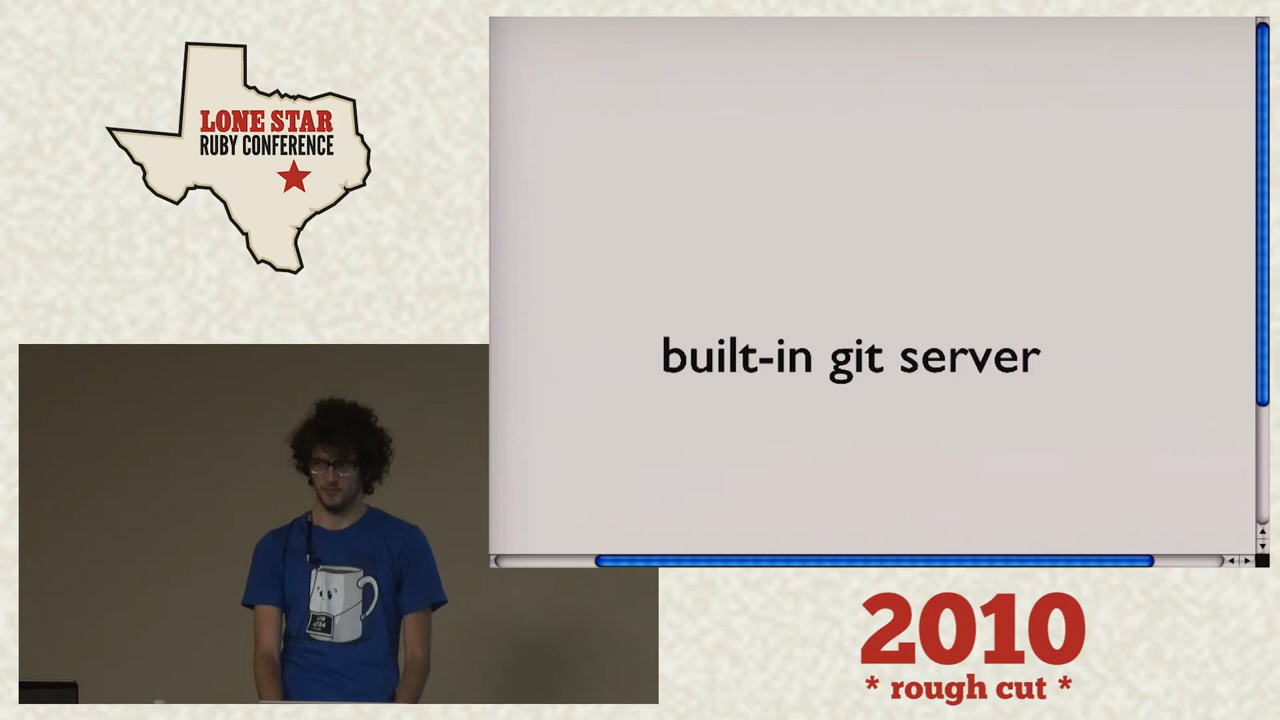 LONE STAR
RUBY CONFERENCE
built-in git server
2010
* rough cut *